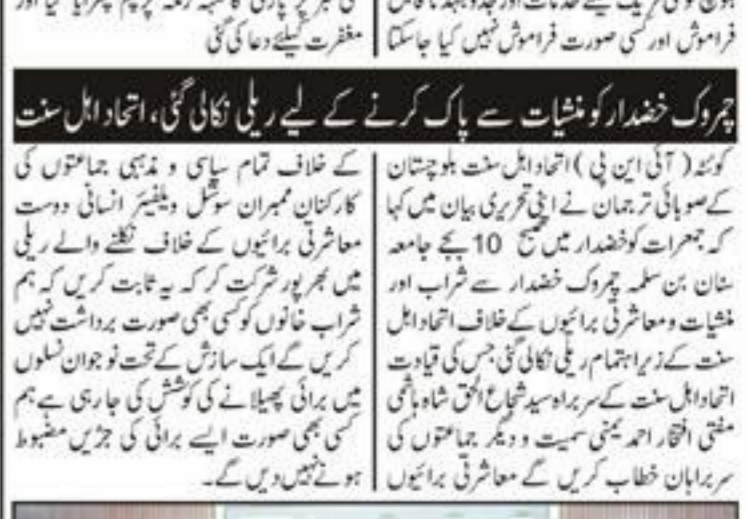 فراموش اور کسی صورت فراموش نہیں کیا جاسکتا
مغفرت کیلئے دعا کی گئی
چمروک خضدار کو منشیات سے پاک کرنے کے لیے ریلی نکالی گئی، اتحاد اہل سنت
کوئٹہ ( آئی این پی ) اتحاد اہل سنت بلوچستان
کے صوبائی ترجمان نے اپنی تحریری بیان میں کہا
کہ جمعرات کو خضدار میں صبح 10 بجے جامعہ
سنان بن سلمہ چمروک خضدار سے شراب اور
منشیات و معاشرتی برائیوں کے خلاف اتحاد اہل
سنت کے زیر اہتمام ریلی نکالی گئی جس کی قیادت
اتحاد اہل سنت کے سربراہ سید شجاع الحق شاہ ہاشمی
مفتی افتخار احمد یمنی سمیت و دیگر جماعتوں کی
سربراہان خطاب کریں گے معاشرتی برائیوں
کے خلاف تمام سیاسی و مذہبی جماعتوں کی
کارکنان ممبران سوشل ویلفیئر انسانی دوست
معاشرتی برائیوں کے خلاف نکلنے والے ریلی
میں بھرپور شرکت کر کہ یہ ثابت کریں کہ ہم
شراب خانوں کو کسی بھی صورت برداشت نہیں
کریں گے ایک سازش کے تحت نوجوان نسلوں
میں برائی پھیلانے کی کوشش کی جا رہی ہے ہم
کسی بھی صورت ایسے برائی کی جڑیں مضبوط
ہونے نہیں دیں گے۔